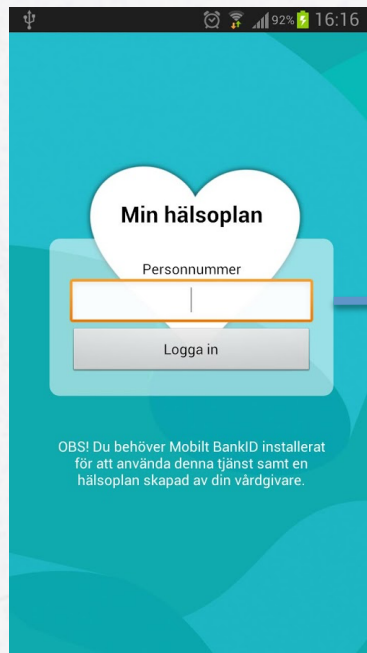 92% 16:16
Min hälsoplan
Personnummer
Logga in
OBS! Du behöver Mobilt BankID installerat
för att använda denna tjänst samt en
hälsoplan skapad av din vårdgivare.